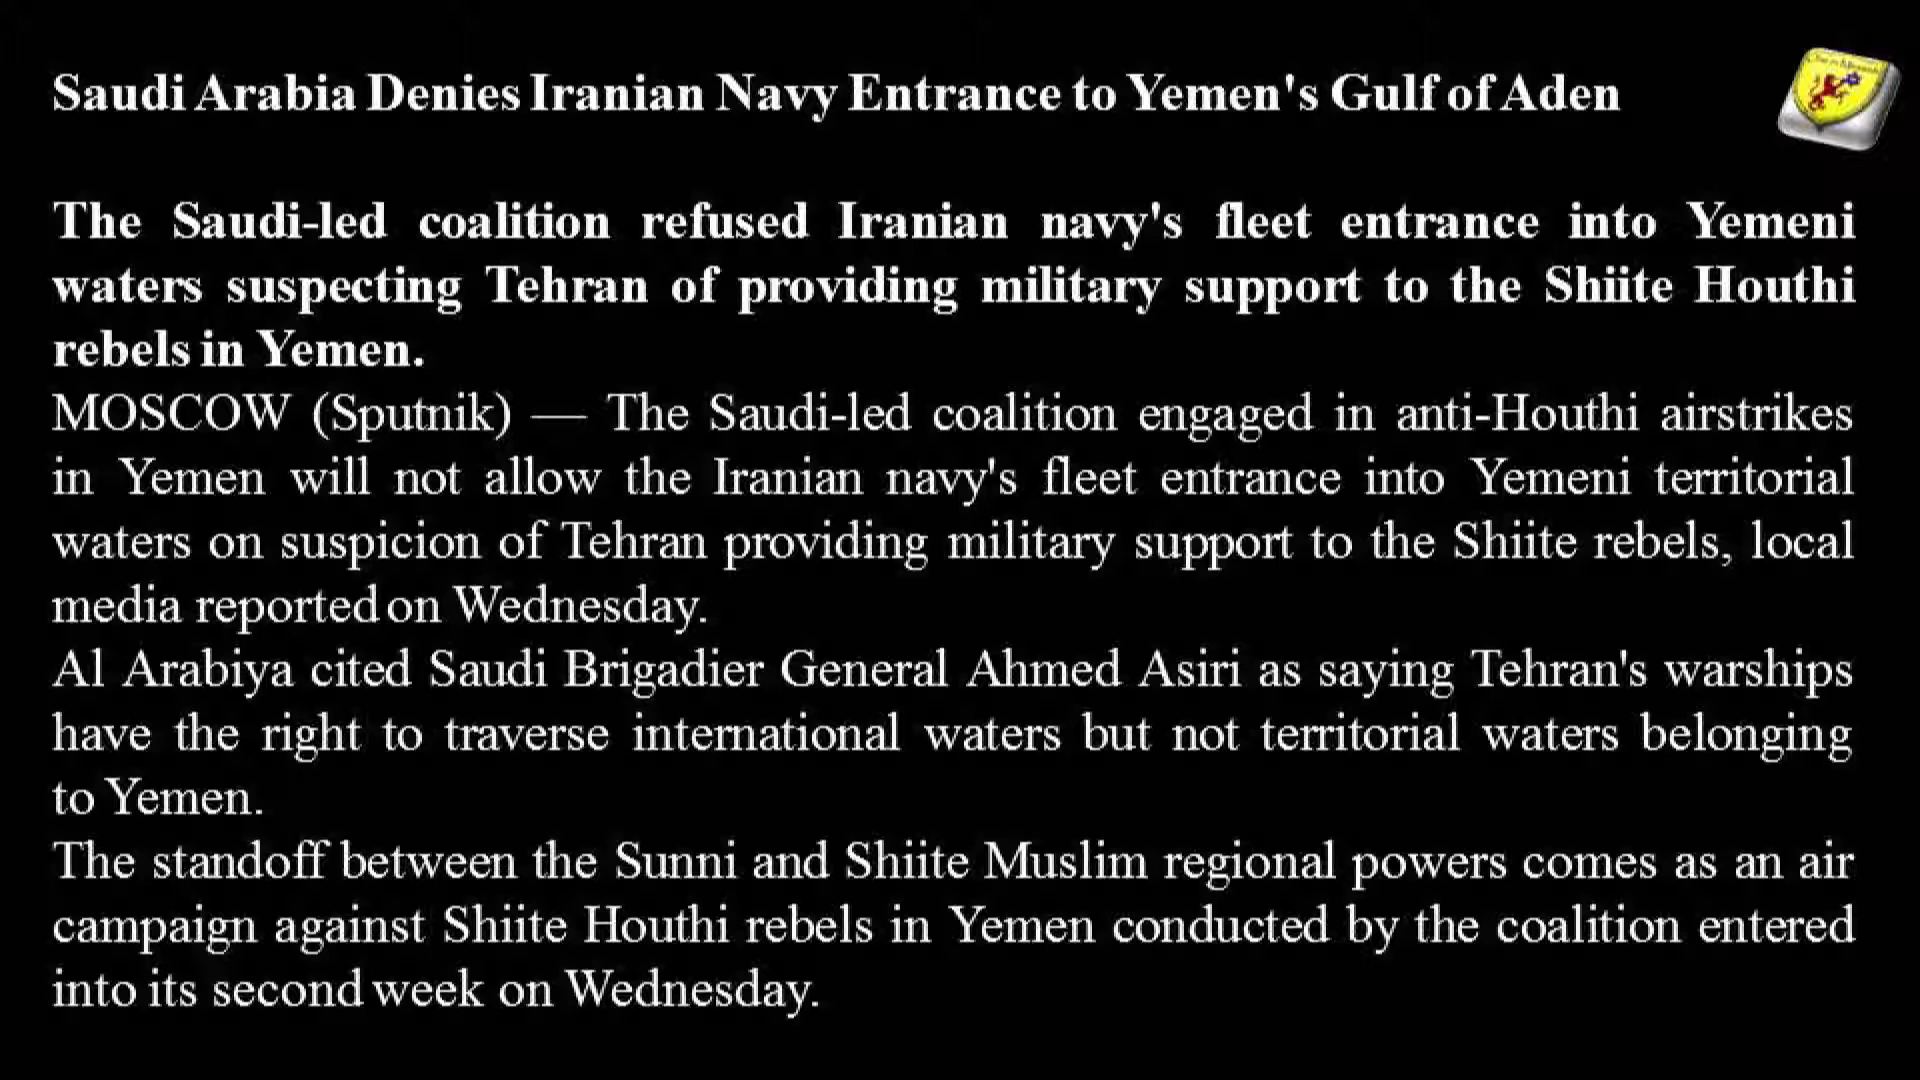 Saudi Arabia Denies Iranian Navy Entrance to Yemen's Gulf of Aden
The Saudi-led coalition refused Iranian navy's fleet entrance into Yemeni
waters suspecting Tehran of providing military support to the Shiite Houthi
rebels in Yemen.
MOSCOW (Sputnik) — The Saudi-led coalition engaged in anti-Houthi airstrikes
in Yemen will not allow the Iranian navy's fleet entrance into Yemeni territorial
waters on suspicion of Tehran providing military support to the Shiite rebels, local
media reported on Wednesday.
Al Arabiya cited Saudi Brigadier General Ahmed Asiri as saying Tehran's warships
have the right to traverse international waters but not territorial waters belonging
to Yemen.
The standoff between the Sunni and Shiite Muslim regional powers comes as an air
campaign against Shiite Houthi rebels in Yemen conducted by the coalition entered
into its second week on Wednesday.